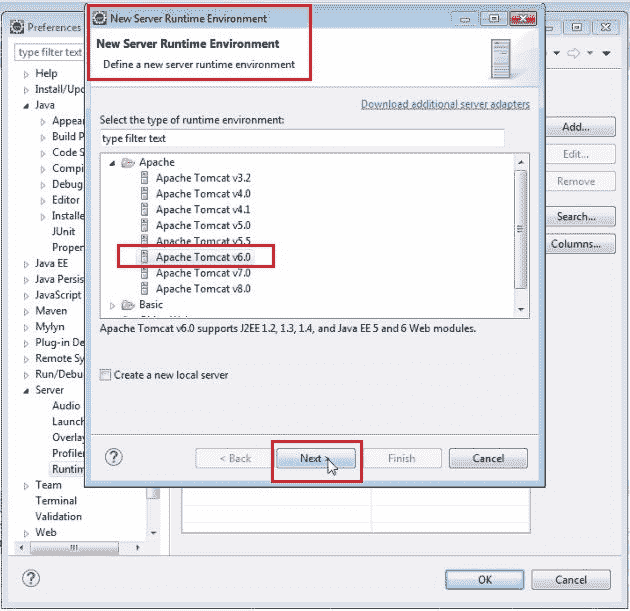 Preferences
type filter text
Help
Install/Upd
Java
Appear
Build P
Code S
Compi
Debug
Editor
Installe
JUnit
Proper
Java EE
Java Persis
JavaScript
Maven
Mylyn
Plug-in De
Remote Sy
Run/Debu
Server
Audio
Launch
Overlay
Profiler
Runtim
Team
Terminal
Validation
Web
New Server Runtime Environment
New Server Runtime Environment
Define a new server runtime environment
Download additional server adapters
Select the type of runtime environment:
type filter text
Apache
Apache Tomcat v3.2
Apache Tomcat v4.0
Apache Tomcat v4.1
Apache Tomcat v5.0
Apache Tomcat v5.5
Apache Tomcat v6.0
Apache Tomcat v7.0
Apache Tomcat v8.0
Basic
Apache Tomcat v6.0 supports J2EE 1.2, 1.3, 1.4, and Java EE 5 and 6 Web modules.
Create a new local server
< Back
Next >
Finish
Cancel
Add...
Edit...
Remove
Search...
Columns...
OK
Cancel